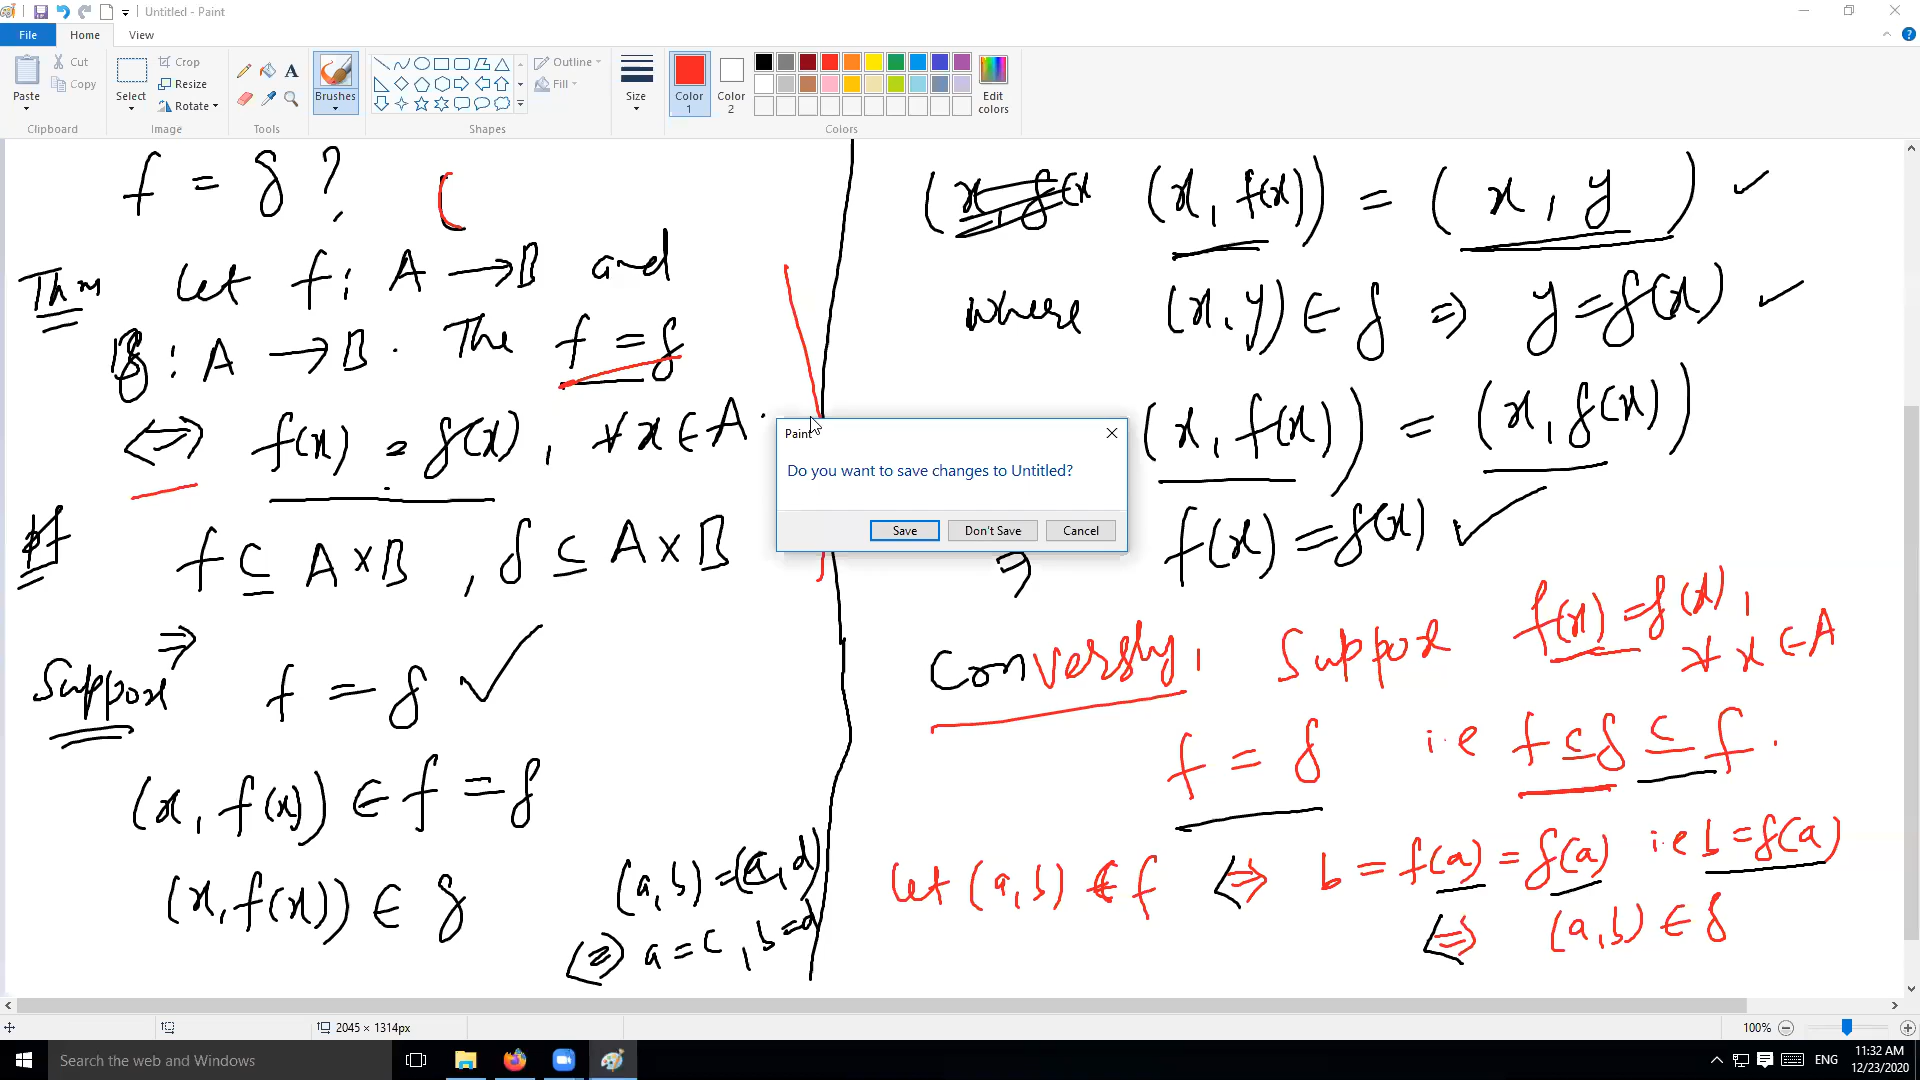 Untitled - Paint
File Home View
Paste Cut Copy Clipboard
Select Crop Resize Rotate Image
Tools
Brushes
Shapes
Outline Fill
Size
Color 1 Color 2
Edit colors
Colors
f = g ?
(
Thm Let f : A → B and
g : A → B . The f = g
⇔ f(x) = g(x) , ∀ x ∈ A .
Pf f ⊆ A × B , g ⊆ A × B
⇒
Suppose f = g ✓
(x, f(x)) ∈ f = g
(x, f(x)) ∈ g
(a, b) = (c, d)
⇔ a = c , b = d
(x, f(x)) = ( x , y ) ✓
where (x, y) ∈ g ⇒ y = g(x) ✓
(x, f(x)) = (x, g(x))
⇒ f(x) = g(x) ✓
Conversly, Suppox f(x) = g(x) ,
∀ x ∈ A
f = g i.e f ⊆ g ⊆ f .
Let (a, b) ∈ f ⇔ b = f(a) = g(a) i.e b = g(a)
⇔ (a, b) ∈ g
Paint
Do you want to save changes to Untitled?
Save Don't Save Cancel
2045 × 1314px
100%
Search the web and Windows
ENG
11:32 AM
12/23/2020